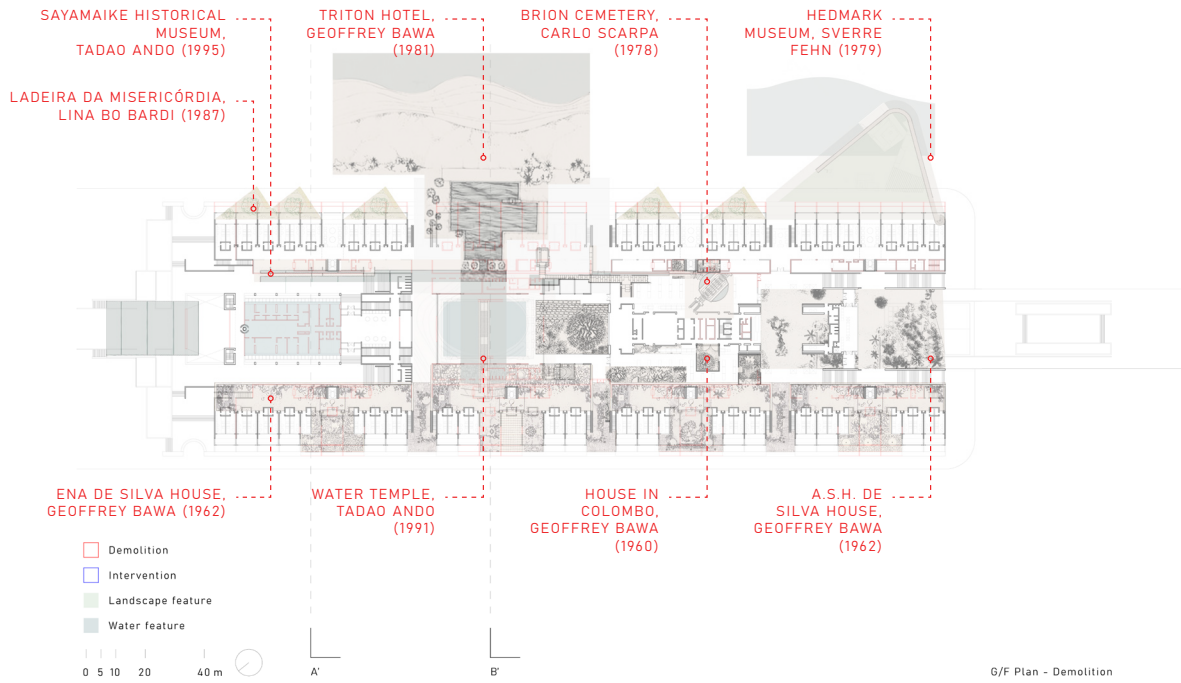 SAYAMAIKE HISTORICAL
MUSEUM,
TADAO ANDO (1995)
TRITON HOTEL,
GEOFFREY BAWA
(1981)
BRION CEMETERY,
CARLO SCARPA
(1978)
HEDMARK
MUSEUM, SVERRE
FEHN (1979)
LADEIRA DA MISERICÓRDIA,
LINA BO BARDI (1987)
ENA DE SILVA HOUSE,
GEOFFREY BAWA (1962)
WATER TEMPLE,
TADAO ANDO
(1991)
HOUSE IN
COLOMBO,
GEOFFREY BAWA
(1960)
A.S.H. DE
SILVA HOUSE,
GEOFFREY BAWA
(1962)
Demolition
Intervention
Landscape feature
Water feature
0 5 10 20 40 m
A'
B'
G/F Plan - Demolition